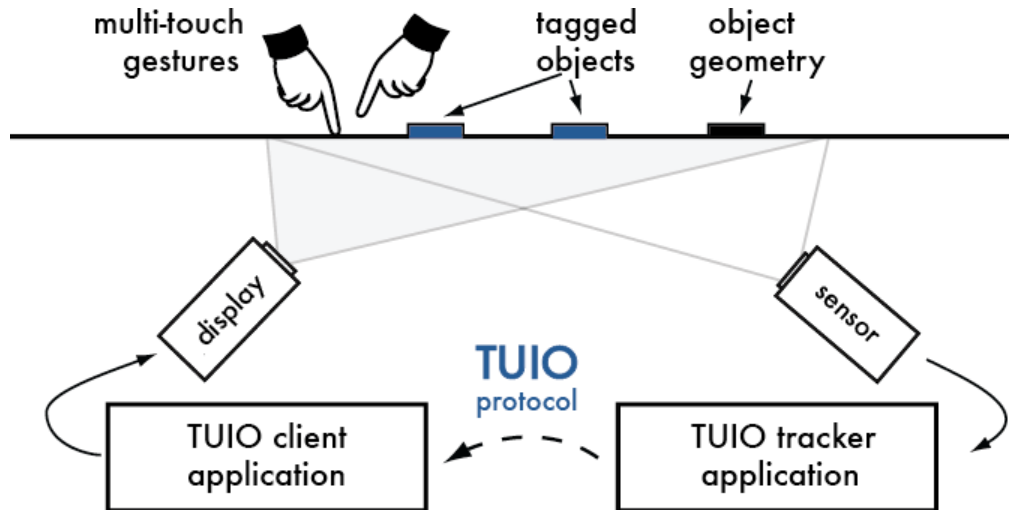 multi-touch
gestures
tagged
objects
object
geometry
display
sensor
TUIO
protocol
TUIO client
application
TUIO tracker
application